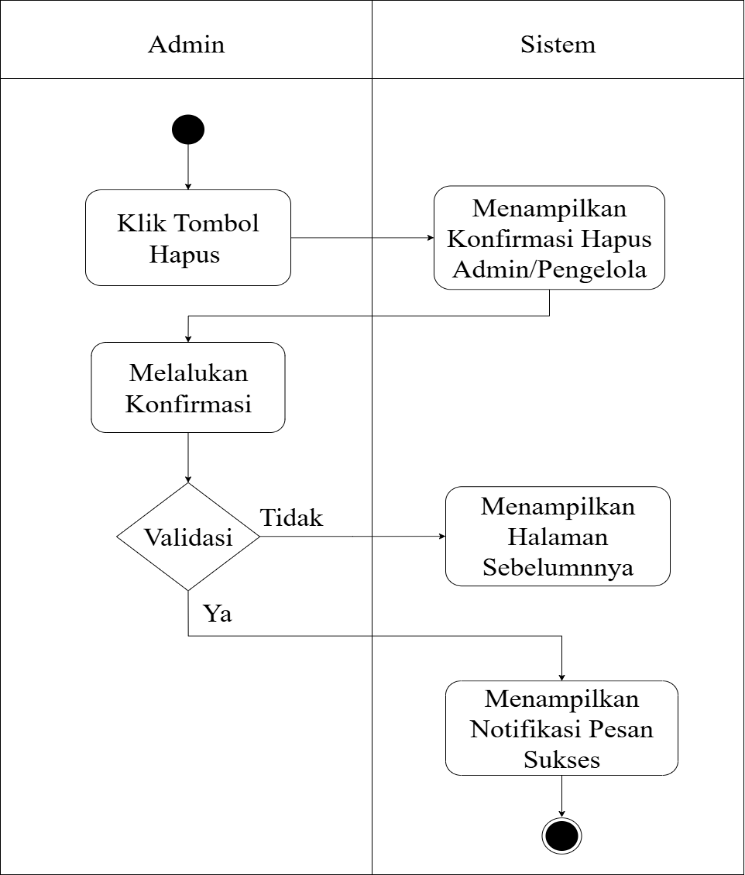 Admin
Sistem
Klik Tombol
Hapus
Menampilkan
Konfirmasi Hapus
Admin/Pengelola
Melalukan
Konfirmasi
Validasi
Tidak
Menampilkan
Halaman
Sebelumnnya
Ya
Menampilkan
Notifikasi Pesan
Sukses